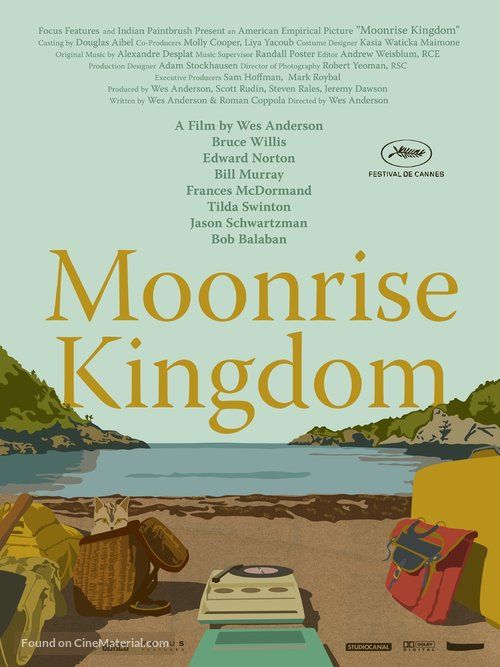 Focus Features and Indian Paintbrush Present an American Empirical Picture "Moonrise Kingdom"
Casting by Douglas Aibel Co-Producers Molly Cooper, Liya Yacoub Costume Designer Kasia Waticka Maimone
Original Music by Alexandre Desplat Music Supervisor Randall Poster Editor Andrew Weisblum, RCE
Production Designer Adam Stockhausen Director of Photography Robert Yeoman, RSC
Executive Producers Sam Hoffman, Mark Roybal
Produced by Wes Anderson, Scott Rudin, Steven Rales, Jeremy Dawson
Written by Wes Anderson & Roman Coppola Directed by Wes Anderson
A Film by Wes Anderson
Bruce Willis
Edward Norton
Bill Murray
Frances McDormand
Tilda Swinton
Jason Schwartzman
Bob Balaban
FESTIVAL DE CANNES
Moonrise
Kingdom
Found on CineMaterial.com
STUDIOCANAL
DOLBY
DIGITAL